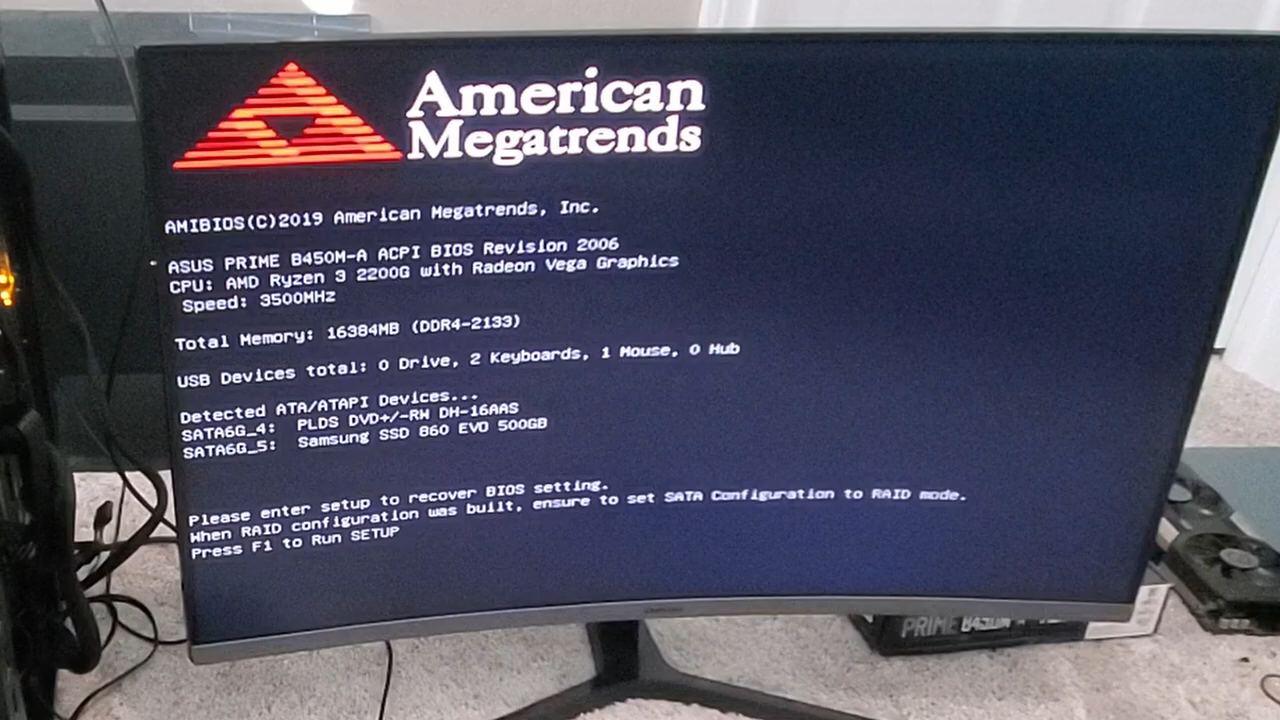 American
Megatrends
AMIBIOS(C)2019 American Megatrends, Inc.
ASUS PRIME B450M-A ACPI BIOS Revision 2006
CPU: AMD Ryzen 3 2200G with Radeon Vega Graphics
Speed: 3500MHz
Total Memory: 16384MB (DDR4-2133)
USB Devices total: 0 Drive, 2 Keyboards, 1 Mouse, 0 Hub
Detected ATA/ATAPI Devices...
SATA6G_4: PLDS DVD+/-RW DH-16AAS
SATA6G_5: Samsung SSD 860 EVO 500GB
Please enter setup to recover BIOS setting.
When RAID configuration was built, ensure to set SATA Configuration to RAID mode.
Press F1 to Run SETUP
PRIME B450M-A